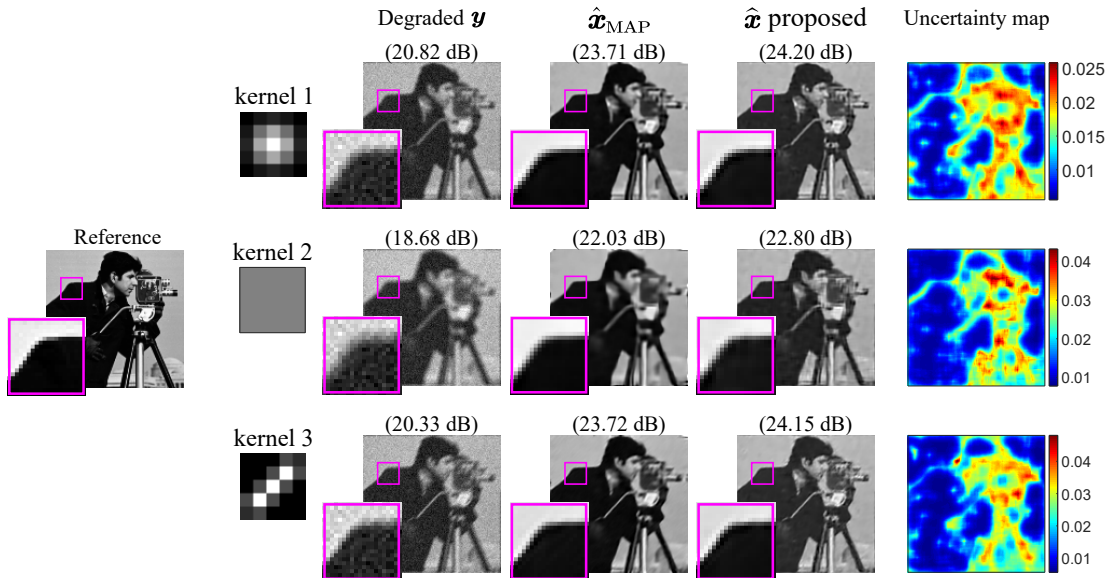 Degraded y x̂MAP x̂ proposed Uncertainty map
(20.82 dB) (23.71 dB) (24.20 dB)
kernel 1
0.025
0.02
0.015
0.01
Reference
(18.68 dB) (22.03 dB) (22.80 dB)
kernel 2
0.04
0.03
0.02
0.01
(20.33 dB) (23.72 dB) (24.15 dB)
kernel 3
0.04
0.03
0.02
0.01